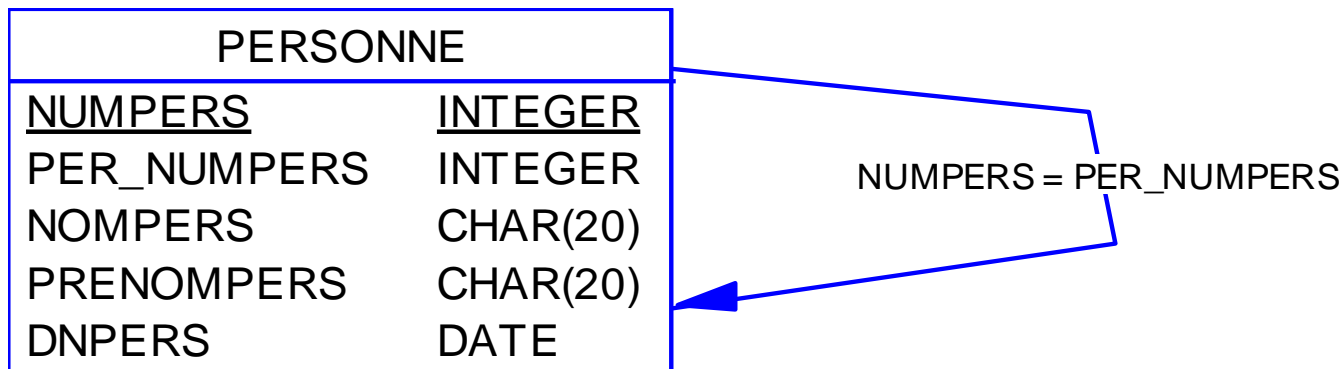 PERSONNE
NUMPERS INTEGER
PER_NUMPERS INTEGER
NOMPERS CHAR(20)
PRENOMPERS CHAR(20)
DNPERS DATE
NUMPERS = PER_NUMPERS